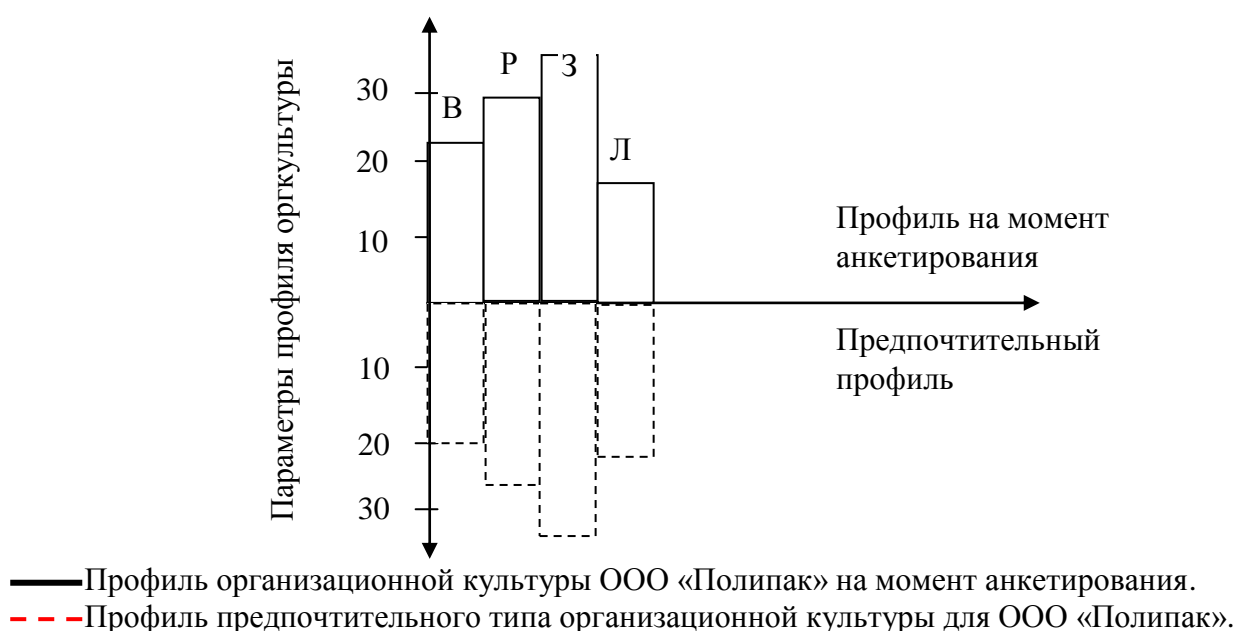 Параметры профиля оргкультуры
30
20
10
10
20
30
В
Р
З
Л
Профиль на момент
анкетирования
Предпочтительный
профиль
Профиль организационной культуры ООО «Полипак» на момент анкетирования.
Профиль предпочтительного типа организационной культуры для ООО «Полипак».